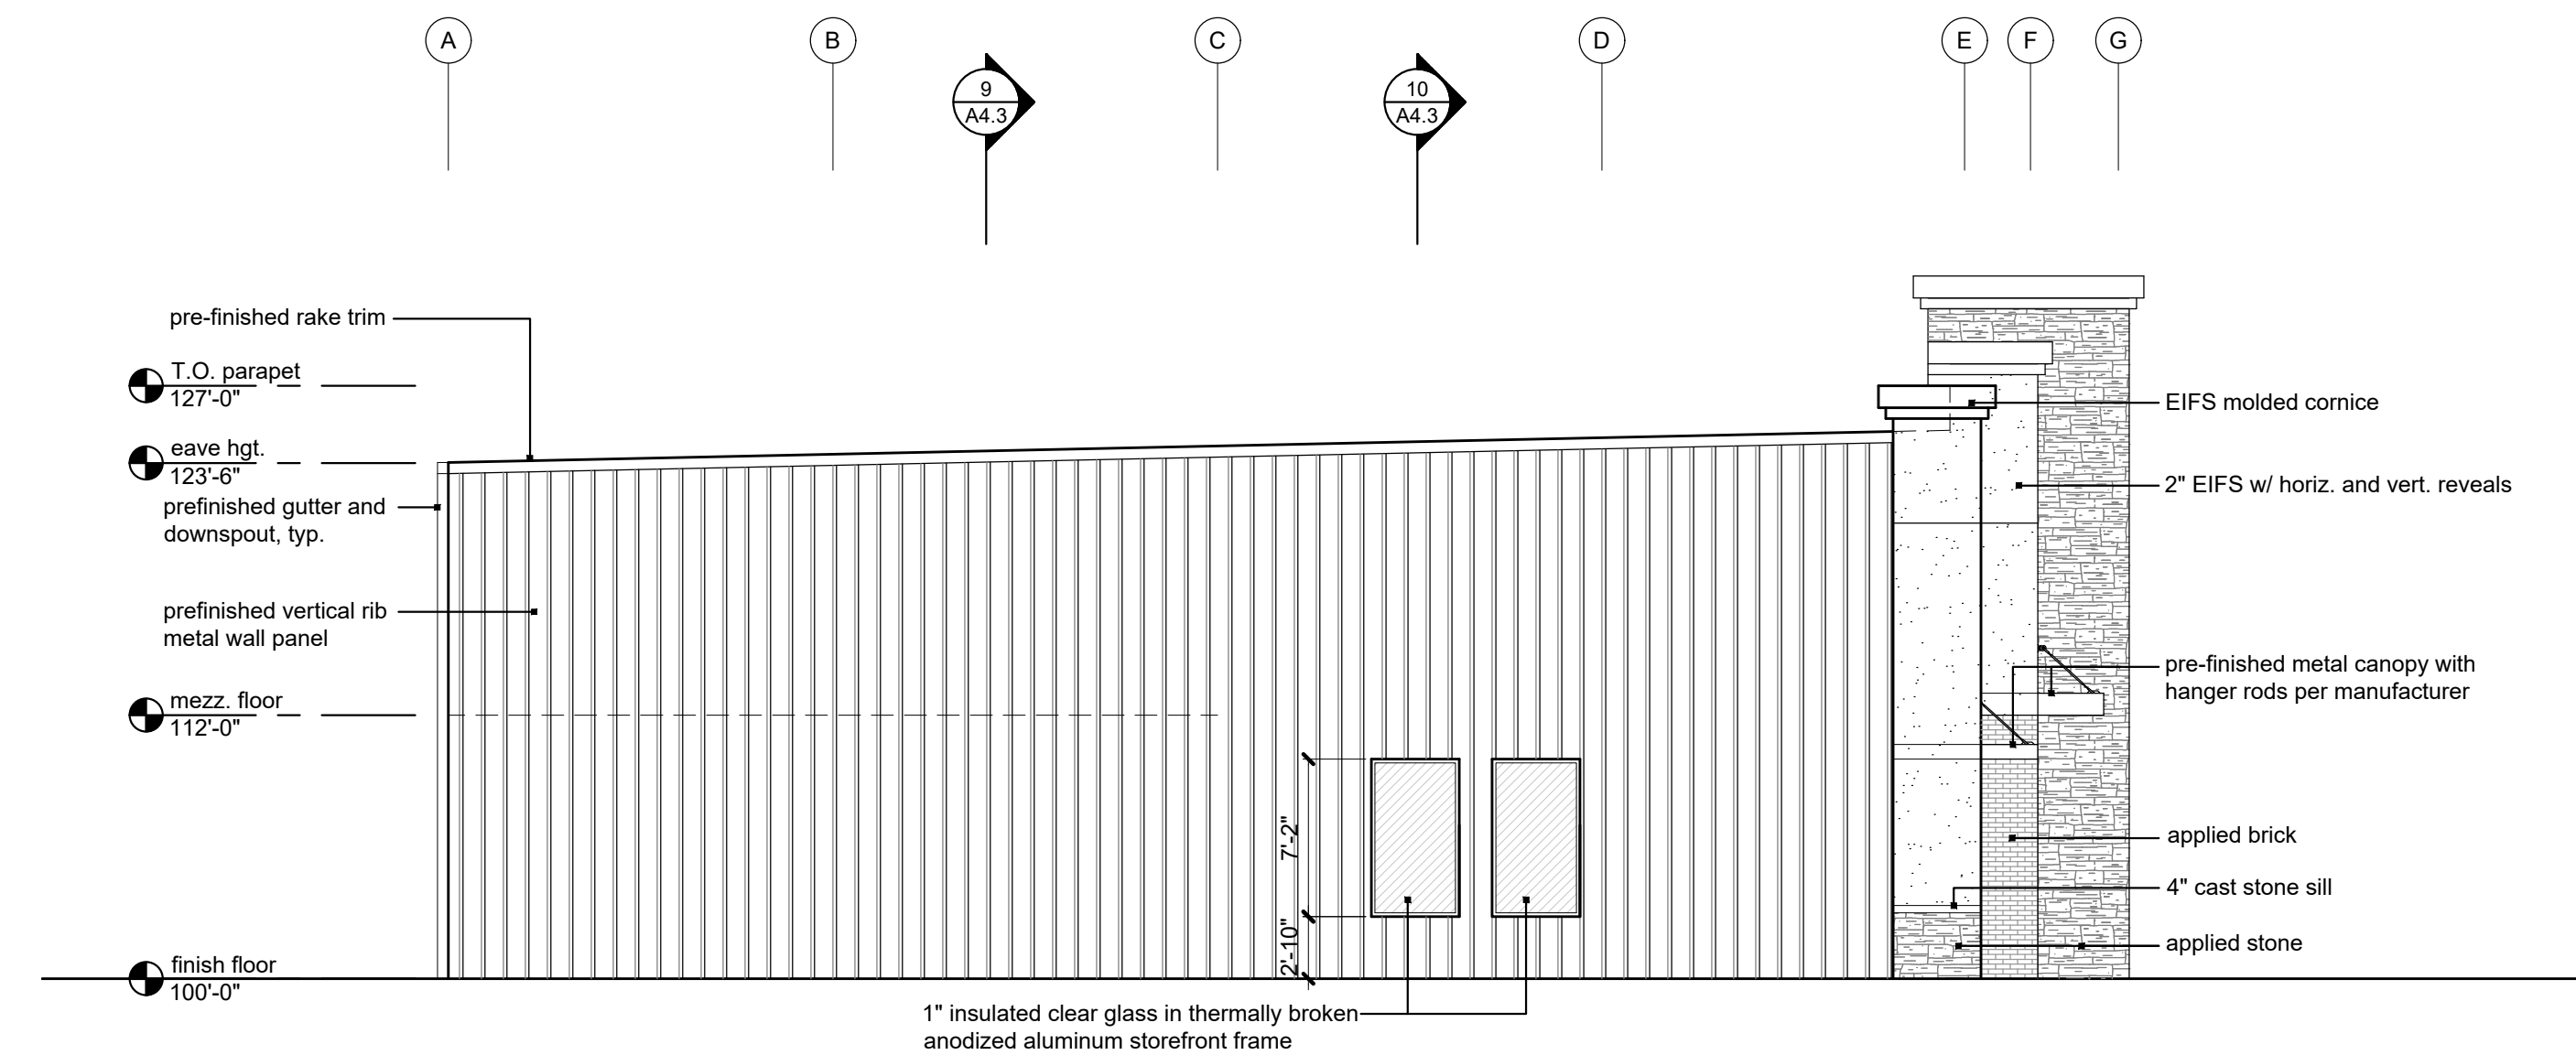 A
B
C
D
E
F
G
9
A4.3
10
A4.3
pre-finished rake trim
T.O. parapet
127'-0"
eave hgt.
123'-6"
prefinished gutter and
downspout, typ.
prefinished vertical rib
metal wall panel
mezz. floor
112'-0"
finish floor
100'-0"
7'-2"
2'-10"
1" insulated clear glass in thermally broken
anodized aluminum storefront frame
EIFS molded cornice
2" EIFS w/ horiz. and vert. reveals
pre-finished metal canopy with
hanger rods per manufacturer
applied brick
4" cast stone sill
applied stone